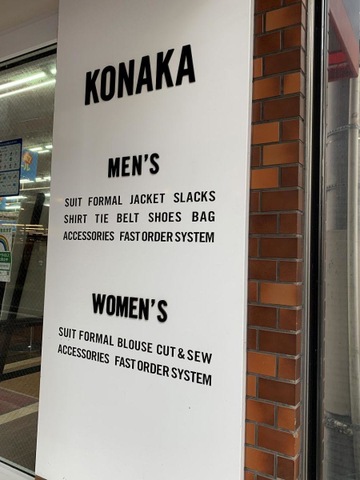 KONAKA
MEN'S
SUIT FORMAL JACKET SLACKS
SHIRT TIE BELT SHOES BAG
ACCESSORIES FAST ORDER SYSTEM
WOMEN'S
SUIT FORMAL BLOUSE CUT & SEW
ACCESSORIES FAST ORDER SYSTEM